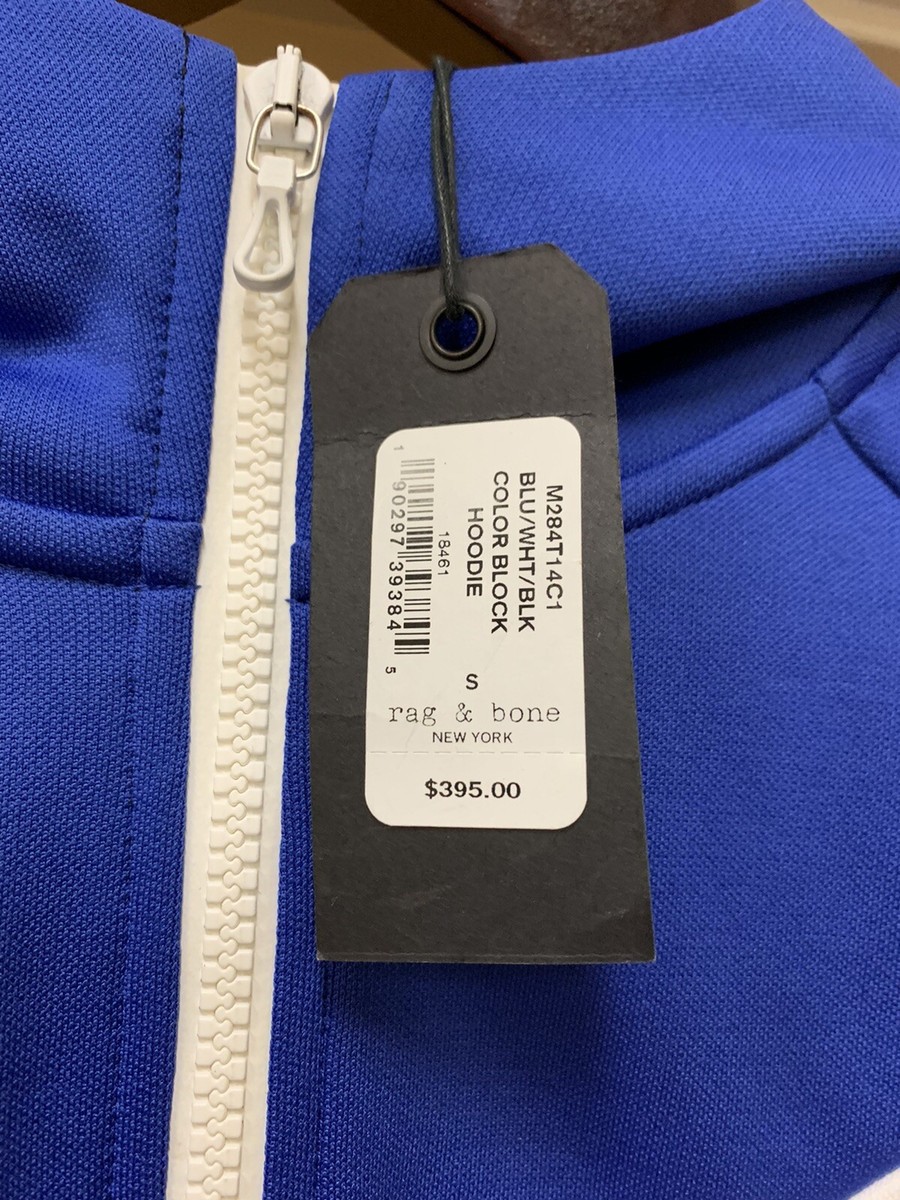 M284T14C1
BLU/WHT/BLK
COLOR BLOCK
HOODIE
18461
1 90297 39384 5
S
rag & bone
NEW YORK
$395.00